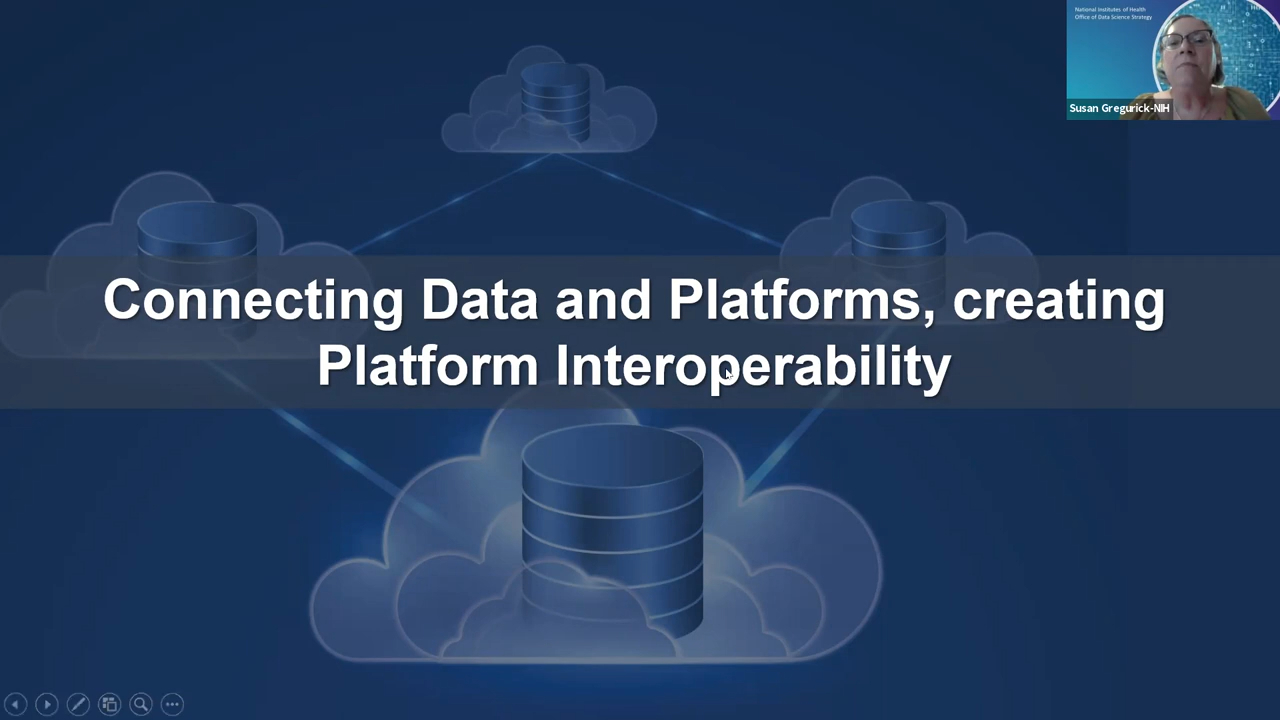 National Institutes of Health
Office of Data Science Strategy
Susan Gregurick-NIH
Connecting Data and Platforms, creating
Platform Interoperability